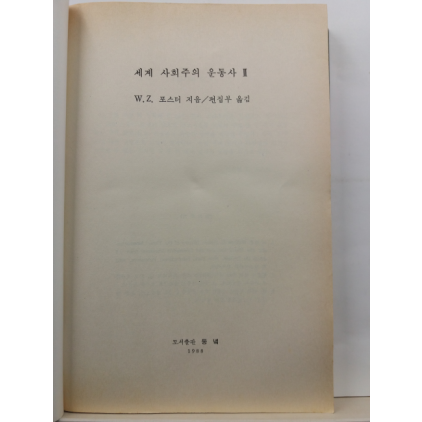 세계 사회주의 운동사 Ⅱ
W.Z. 포스터 지음/편집부 옮김
도서출판